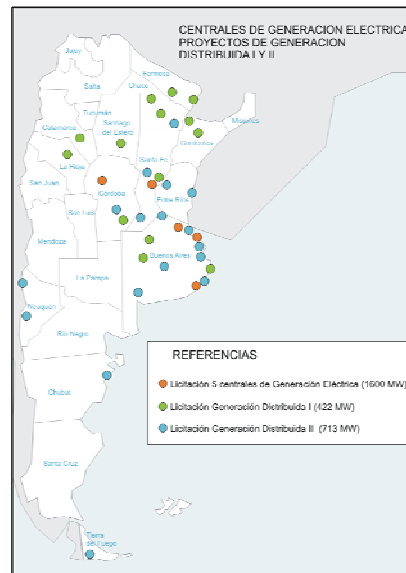 CENTRALES DE GENERACION ELECTRICA
PROYECTOS DE GENERACION
DISTRIBUIDA I Y II
Jujuy
Formosa
Salta
Chaco
Tucumán
Santiago
del Estero
Misiones
Catamarca
Corrientes
La Rioja
Santa Fe
San Juan
Córdoba
Entre Ríos
San Luis
Mendoza
Buenos Aires
La Pampa
Neuquén
Río Negro
REFERENCIAS
Licitación 5 centrales de Generación Eléctrica (1600 MW)
Licitación Generación Distribuida I (422 MW)
Licitación Generación Distribuida II (713 MW)
Chubut
Santa Cruz
Tierra
del Fuego